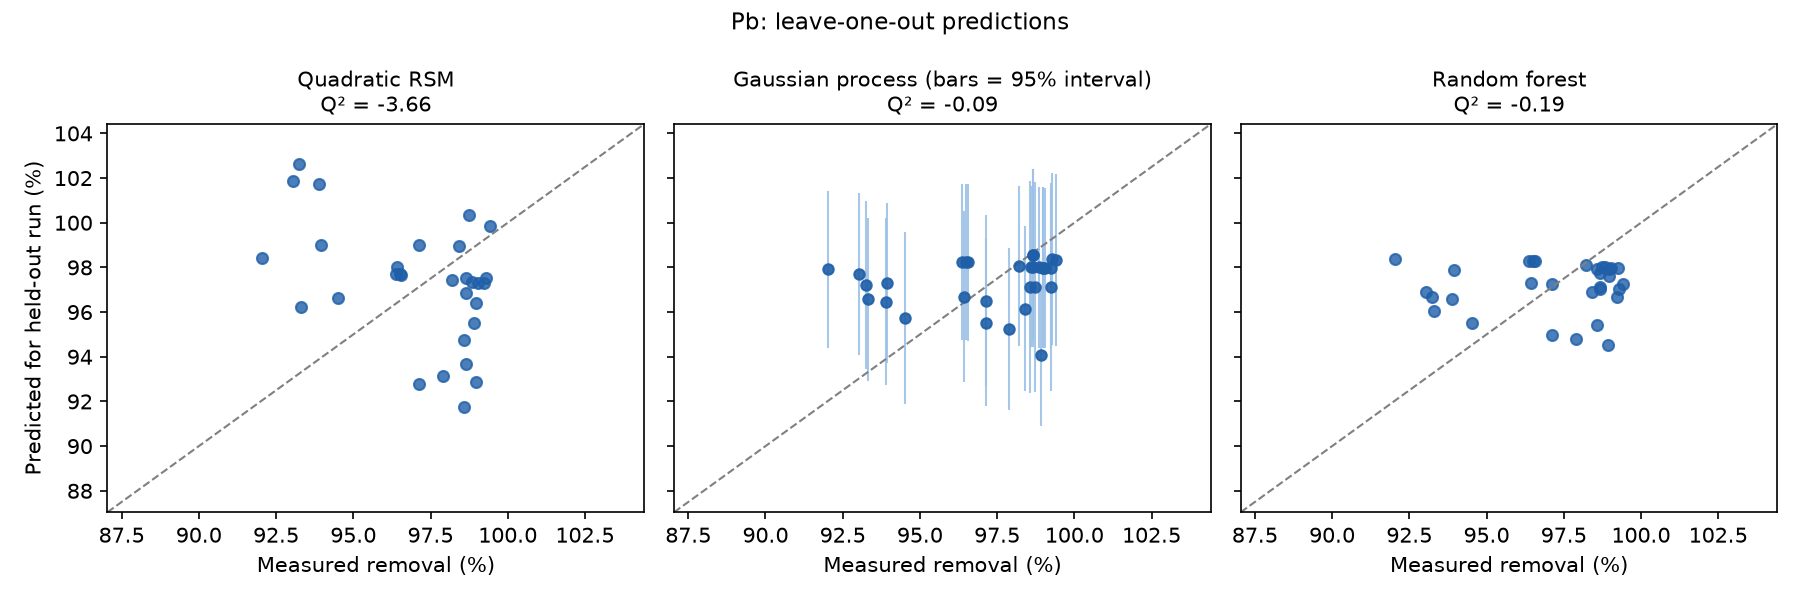 Pb: leave-one-out predictions
Quadratic RSM
Q² = -3.66
Gaussian process (bars = 95% interval)
Q² = -0.09
Random forest
Q² = -0.19
Predicted for held-out run (%)
104
102
100
98
96
94
92
90
88
87.5 90.0 92.5 95.0 97.5 100.0 102.5
87.5 90.0 92.5 95.0 97.5 100.0 102.5
87.5 90.0 92.5 95.0 97.5 100.0 102.5
Measured removal (%)
Measured removal (%)
Measured removal (%)